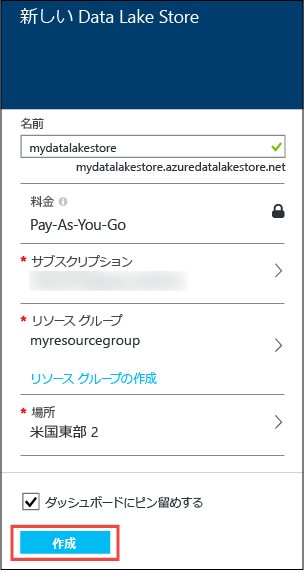 新しい Data Lake Store
名前
mydatalakestore
mydatalakestore.azuredatalakestore.net
料金
Pay-As-You-Go
* サブスクリプション
* リソース グループ
myresourcegroup
リソース グループの作成
* 場所
米国東部 2
ダッシュボードにピン留めする
作成